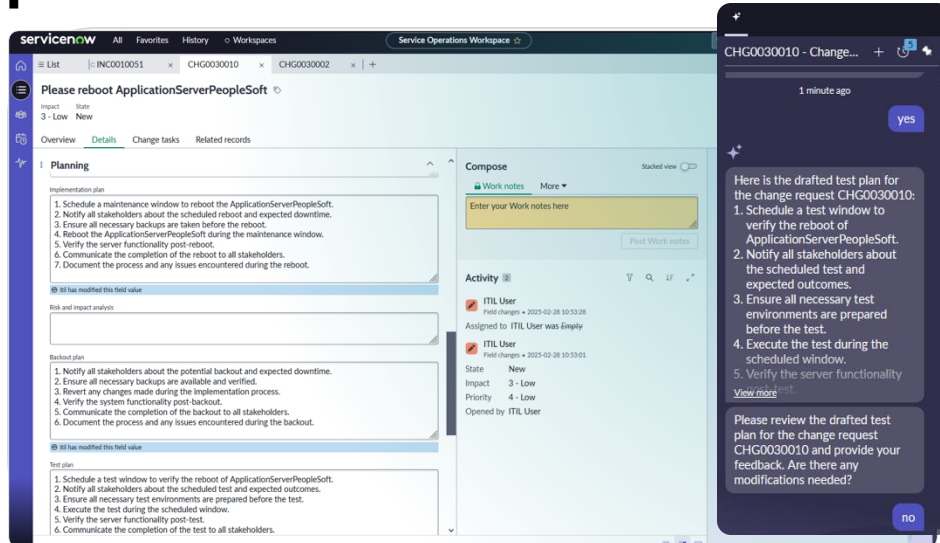 servicenow All Favorites History Workspaces Service Operations Workspace
List INC0010051 × CHG0030010 × CHG0030002 × +
Please reboot ApplicationServerPeopleSoft
Impact State
3 - Low New
Overview Details Change tasks Related records
Planning
Implementation plan
1. Schedule a maintenance window to reboot the ApplicationServerPeopleSoft.
2. Notify all stakeholders about the scheduled reboot and expected downtime.
3. Ensure all necessary backups are taken before the reboot.
4. Reboot the ApplicationServerPeopleSoft during the maintenance window.
5. Verify the server functionality post-reboot.
6. Communicate the completion of the reboot to all stakeholders.
7. Document the process and any issues encountered during the reboot.
Itil has modified this field value
Risk and impact analysis
Backout plan
1. Notify all stakeholders about the potential backout and expected downtime.
2. Ensure all necessary backups are available and verified.
3. Revert any changes made during the implementation process.
4. Verify the system functionality post-backout.
5. Communicate the completion of the backout to all stakeholders.
6. Document the process and any issues encountered during the backout.
Itil has modified this field value
Test plan
1. Schedule a test window to verify the reboot of ApplicationServerPeopleSoft.
2. Notify all stakeholders about the scheduled test and expected outcomes.
3. Ensure all necessary test environments are prepared before the test.
4. Execute the test during the scheduled window.
5. Verify the server functionality post-test.
6. Communicate the completion of the test to all stakeholders.
Compose Stacked view
Work notes More
Enter your Work notes here
Post Work notes
Activity 2
ITIL User
Field changes • 2025-02-28 10:53:28
Assigned to ITIL User was Empty
ITIL User
Field changes • 2025-02-28 10:53:01
State New
Impact 3 - Low
Priority 4 - Low
Opened by ITIL User
CHG0030010 - Change... + 5
1 minute ago
yes
Here is the drafted test plan for
the change request CHG0030010:
1. Schedule a test window to
verify the reboot of
ApplicationServerPeopleSoft.
2. Notify all stakeholders about
the scheduled test and
expected outcomes.
3. Ensure all necessary test
environments are prepared
before the test.
4. Execute the test during the
scheduled window.
5. Verify the server functionality
post-test.
View more
Please review the drafted test
plan for the change request
CHG0030010 and provide your
feedback. Are there any
modifications needed?
no